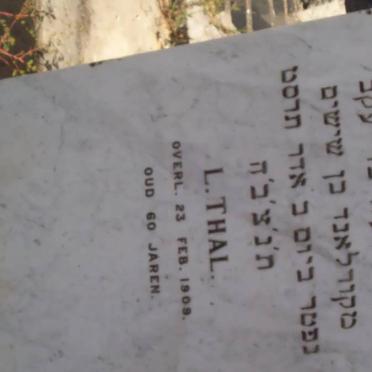 מקורלאנד בן שישים
נפטר ביום ב אדר תרסט
ת'נ'צ'ב'ה
L. THAL.
OVERL. 23 FEB. 1909.
OUD 60 JAREN.